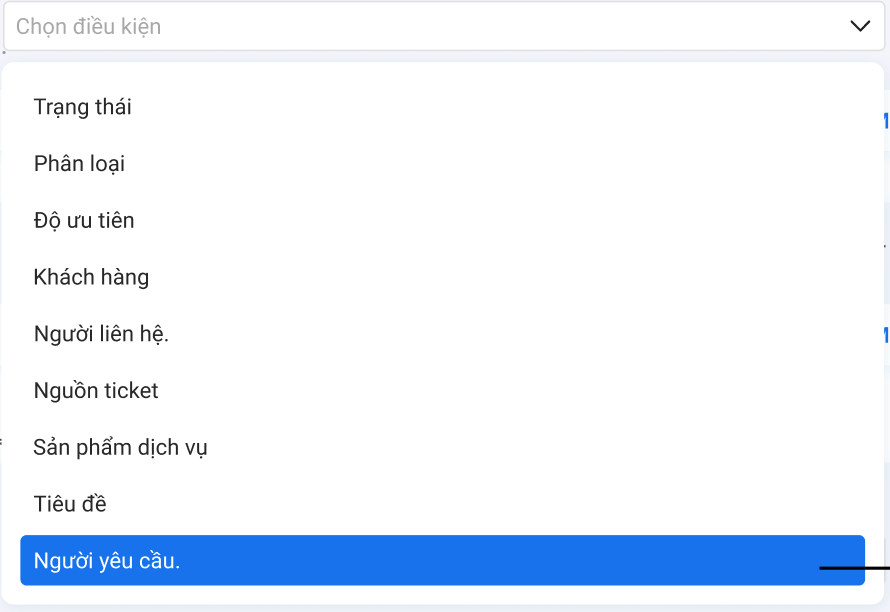 Chọn điều kiện
Trạng thái
Phân loại
Độ ưu tiên
Khách hàng
Người liên hệ.
Nguồn ticket
Sản phẩm dịch vụ
Tiêu đề
Người yêu cầu.